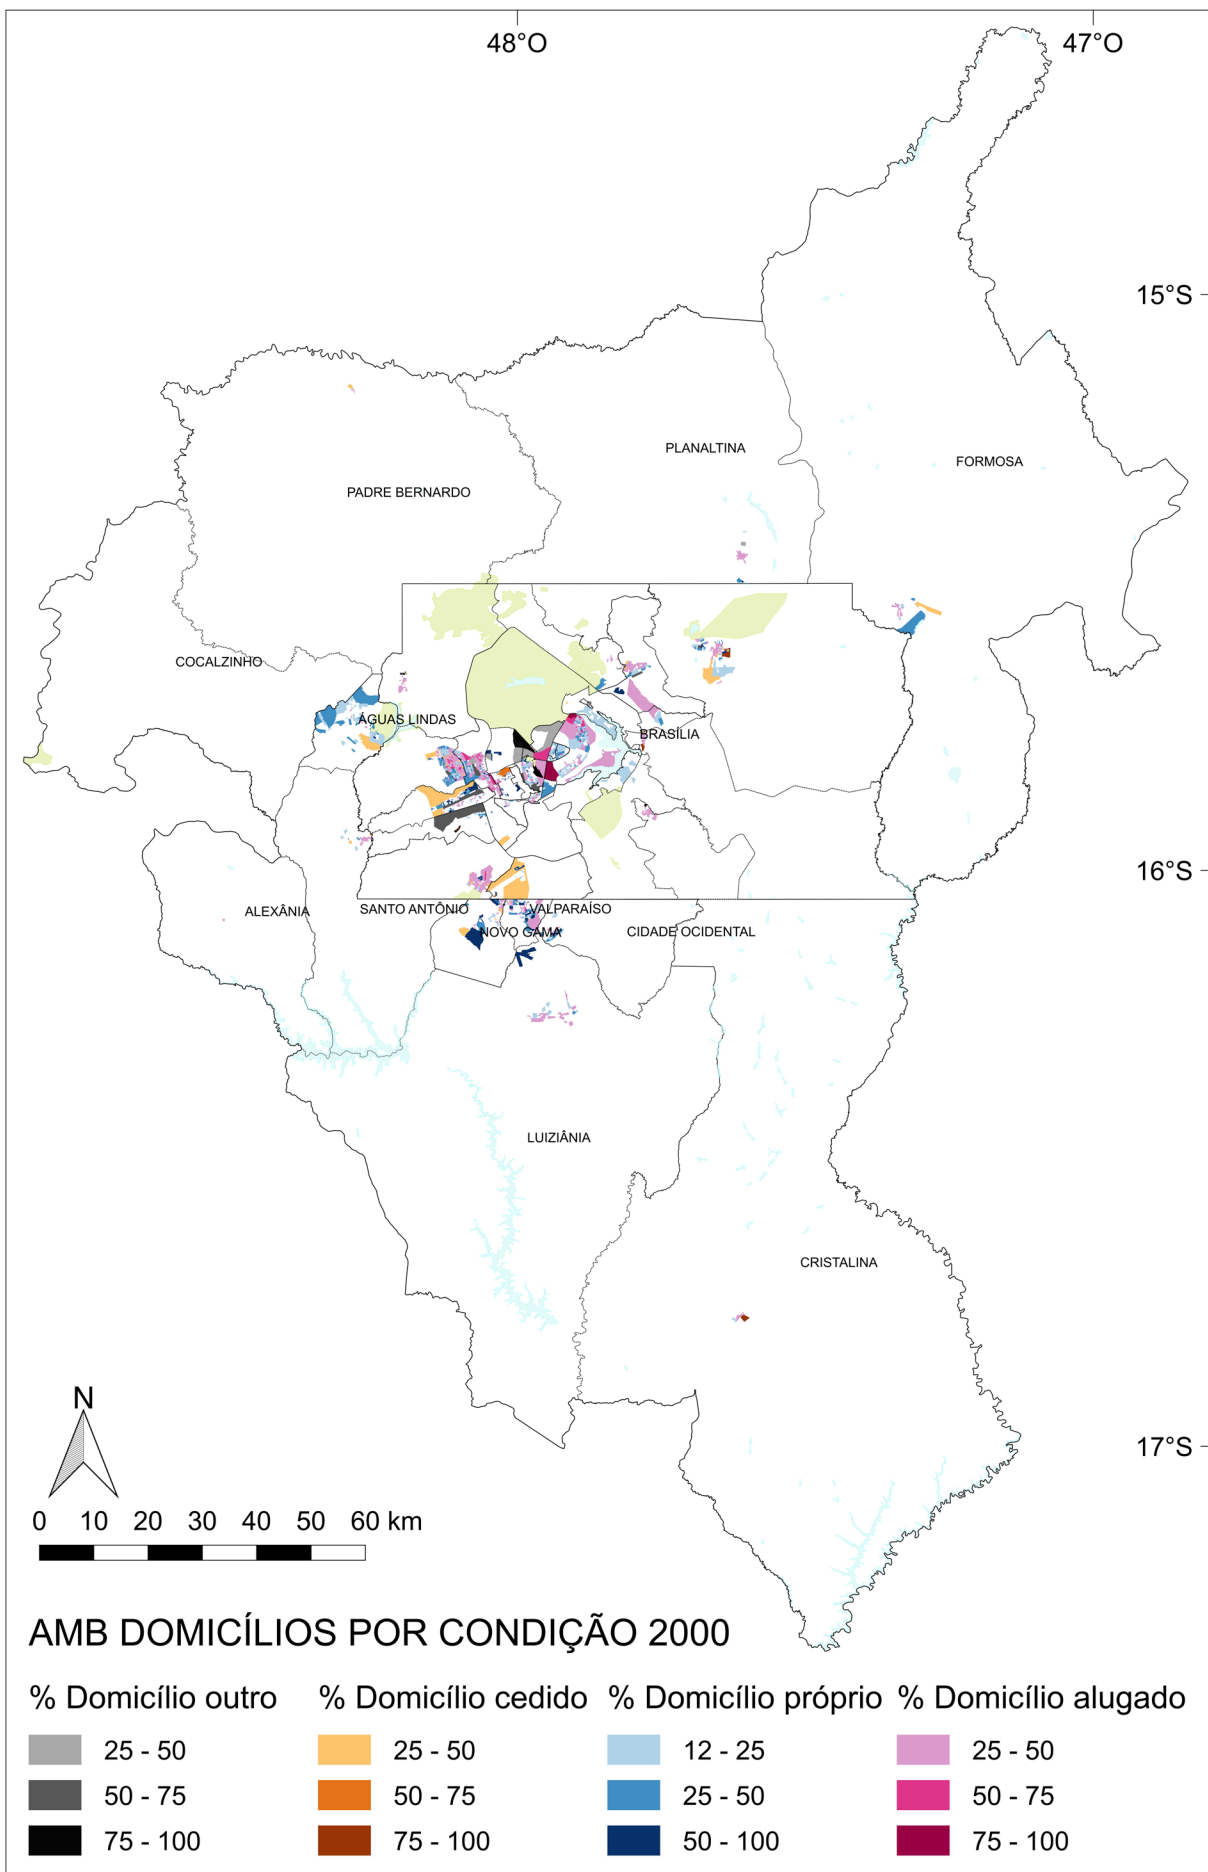 48°O 47°O
15°S
PLANALTINA
FORMOSA
PADRE BERNARDO
COCALZINHO
ÁGUAS LINDAS
BRASÍLIA
16°S
ALEXÂNIA
SANTO ANTÔNIO
VALPARAÍSO
NOVO GAMA
CIDADE OCIDENTAL
LUIZIÂNIA
CRISTALINA
N
17°S
0 10 20 30 40 50 60 km
AMB DOMICÍLIOS POR CONDIÇÃO 2000
% Domicílio outro % Domicílio cedido % Domicílio próprio % Domicílio alugado
25 - 50 25 - 50 12 - 25 25 - 50
50 - 75 50 - 75 25 - 50 50 - 75
75 - 100 75 - 100 50 - 100 75 - 100